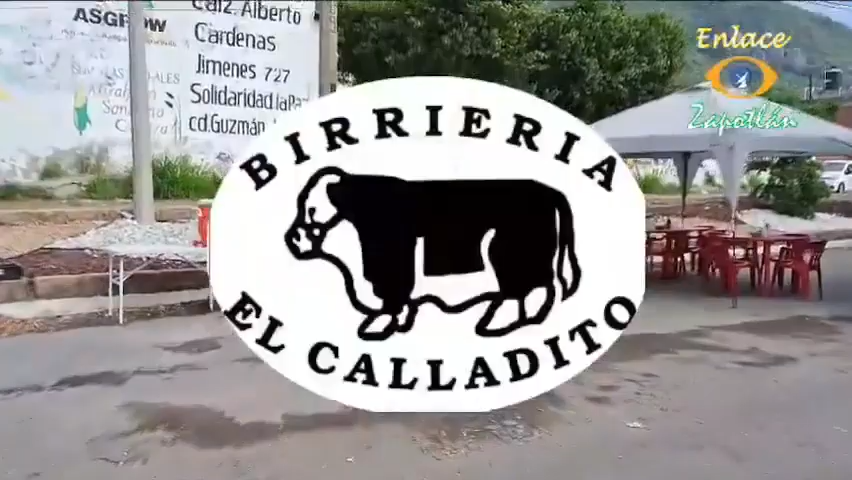 ASGROW
Calz. Alberto
Cardenas
Jimenes 727
Solidaridad la Paz
cd.Guzmán
Enlace
Zapotlán
BIRRIERIA
EL CALLADITO